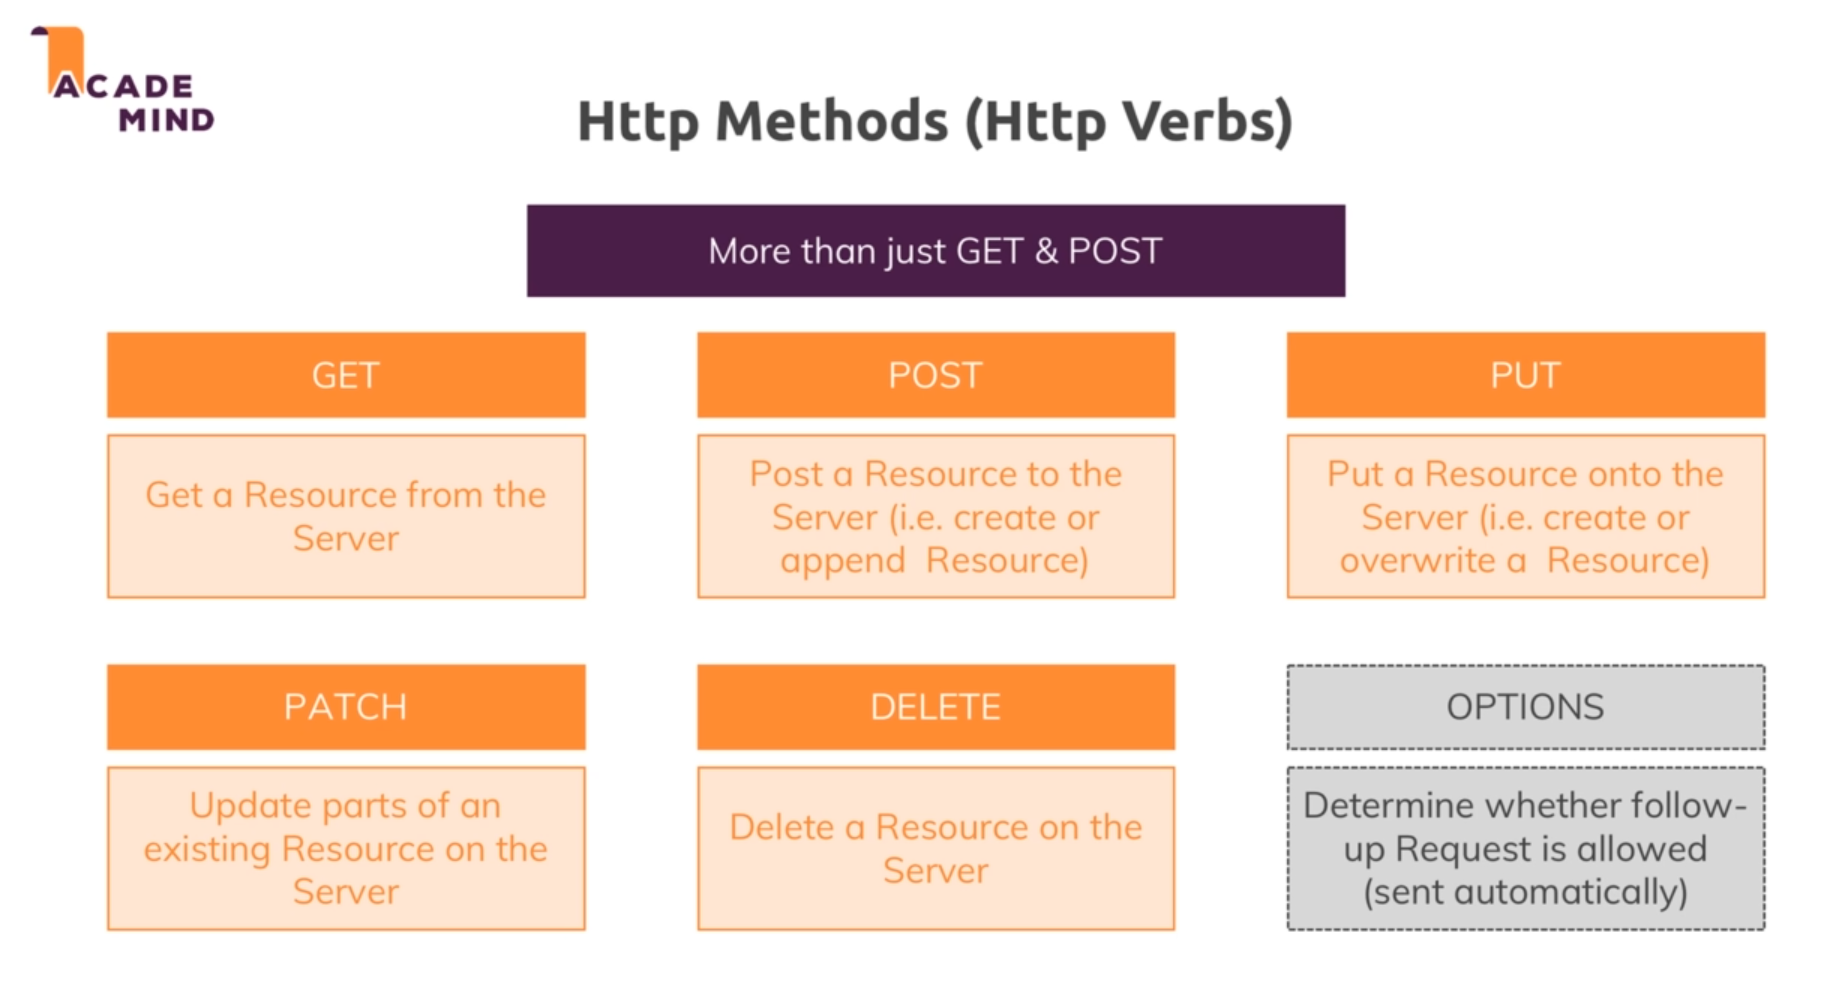 ACADE
MIND
Http Methods (Http Verbs)
More than just GET & POST
GET
Get a Resource from the
Server
POST
Post a Resource to the
Server (i.e. create or
append  Resource)
PUT
Put a Resource onto the
Server (i.e. create or
overwrite a  Resource)
PATCH
Update parts of an
existing Resource on the
Server
DELETE
Delete a Resource on the
Server
OPTIONS
Determine whether follow-
up Request is allowed
(sent automatically)